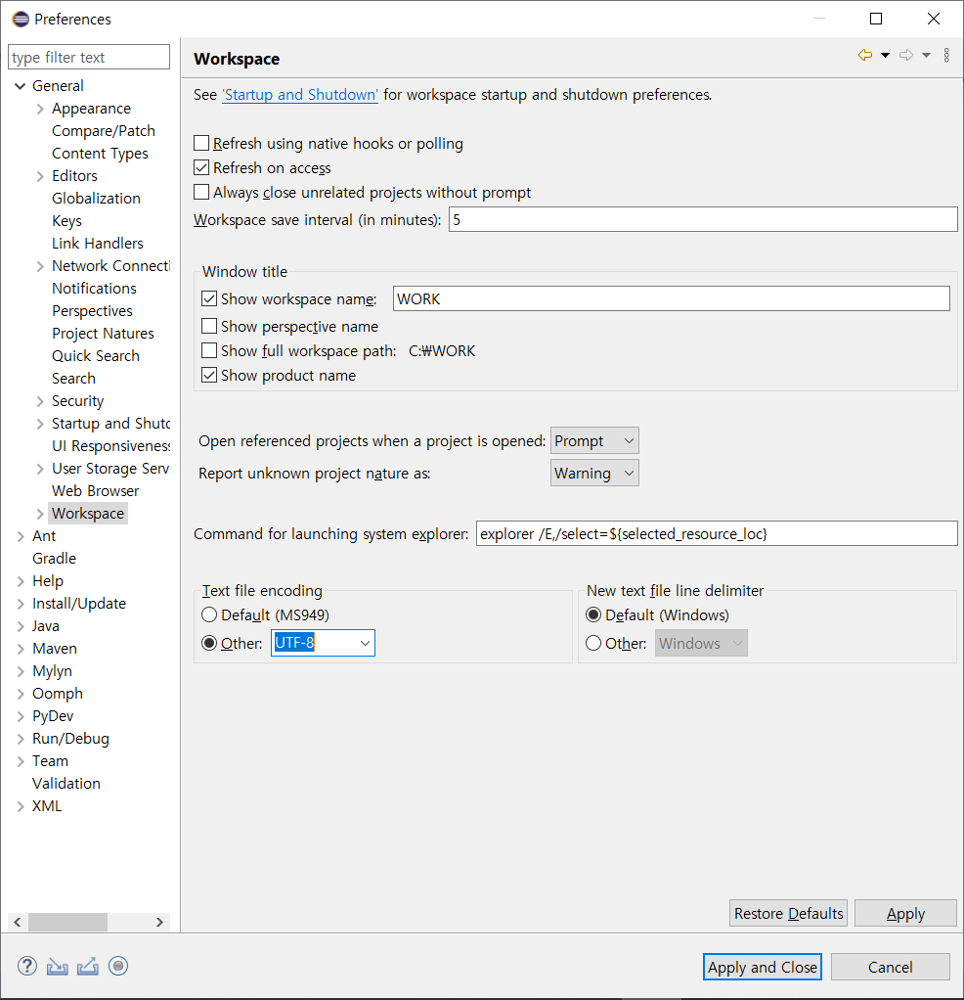 Preferences
type filter text
General
Appearance
Compare/Patch
Content Types
Editors
Globalization
Keys
Link Handlers
Network Connecti
Notifications
Perspectives
Project Natures
Quick Search
Search
Security
Startup and Shutd
UI Responsiveness
User Storage Serv
Web Browser
Workspace
Ant
Gradle
Help
Install/Update
Java
Maven
Mylyn
Oomph
PyDev
Run/Debug
Team
Validation
XML
Workspace
See 'Startup and Shutdown' for workspace startup and shutdown preferences.
Refresh using native hooks or polling
Refresh on access
Always close unrelated projects without prompt
Workspace save interval (in minutes): 5
Window title
Show workspace name: WORK
Show perspective name
Show full workspace path: C:₩WORK
Show product name
Open referenced projects when a project is opened: Prompt
Report unknown project nature as: Warning
Command for launching system explorer: explorer /E,/select=${selected_resource_loc}
Text file encoding
Default (MS949)
Other: UTF-8
New text file line delimiter
Default (Windows)
Other: Windows
Restore Defaults
Apply
Apply and Close
Cancel